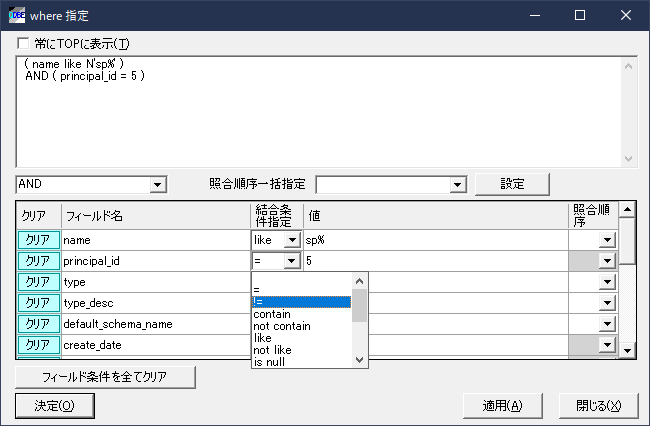 where 指定
常にTOPに表示(T)
( name like N'sp%' )
AND ( principal_id = 5 )
AND
照合順序一括指定
設定
クリア フィールド名 結合条件指定 値 照合順序
クリア name like sp%
クリア principal_id = 5
クリア type
=
クリア type_desc
!=
contain
クリア default_schema_name
not contain
like
クリア create_date
not like
is null
フィールド条件を全てクリア
決定(O)
適用(A)
閉じる(X)